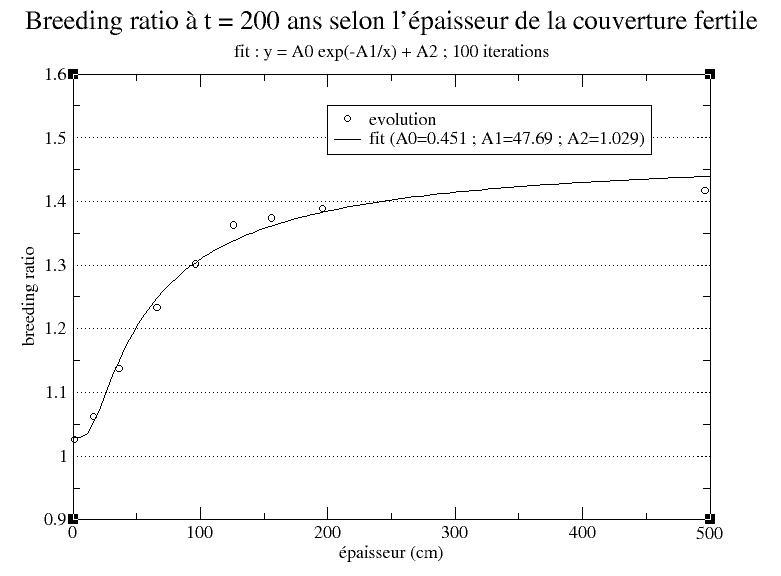 Breeding ratio à t = 200 ans selon l'épaisseur de la couverture fertile
fit : y = A0 exp(-A1/x) + A2 ; 100 iterations
evolution
fit (A0=0.451 ; A1=47.69 ; A2=1.029)
breeding ratio
1.6
1.5
1.4
1.3
1.2
1.1
1
0.9
0 100 200 300 400 500
épaisseur (cm)